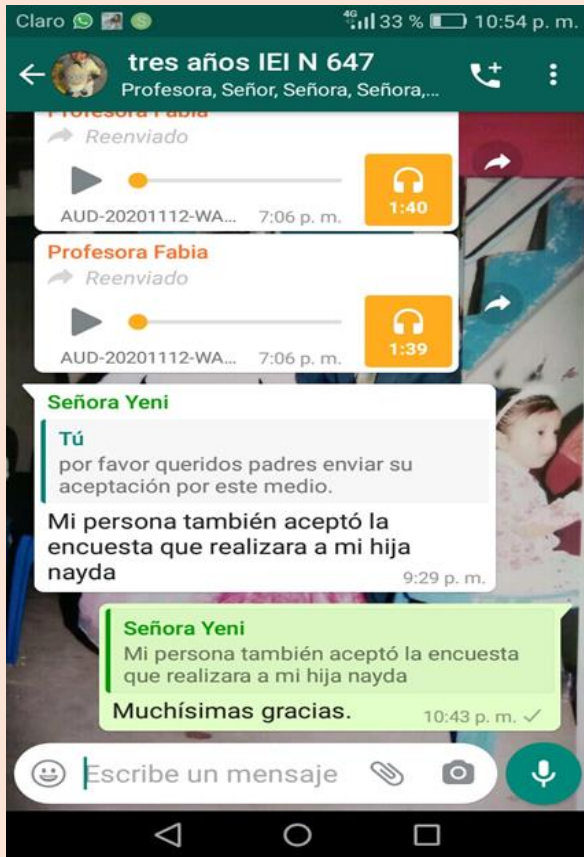 Claro 4G 33 % 10:54 p. m.
tres años IEI N 647
Profesora, Señor, Señora, Señora,...
Profesora Fabia
Reenviado
1:40
AUD-20201112-WA... 7:06 p. m.
Profesora Fabia
Reenviado
1:39
AUD-20201112-WA... 7:06 p. m.
Señora Yeni
Tú
por favor queridos padres enviar su
aceptación por este medio.
Mi persona también aceptó la
encuesta que realizara a mi hija
nayda
9:29 p. m.
Señora Yeni
Mi persona también aceptó la encuesta
que realizara a mi hija nayda
Muchísimas gracias. 10:43 p. m.
Escribe un mensaje